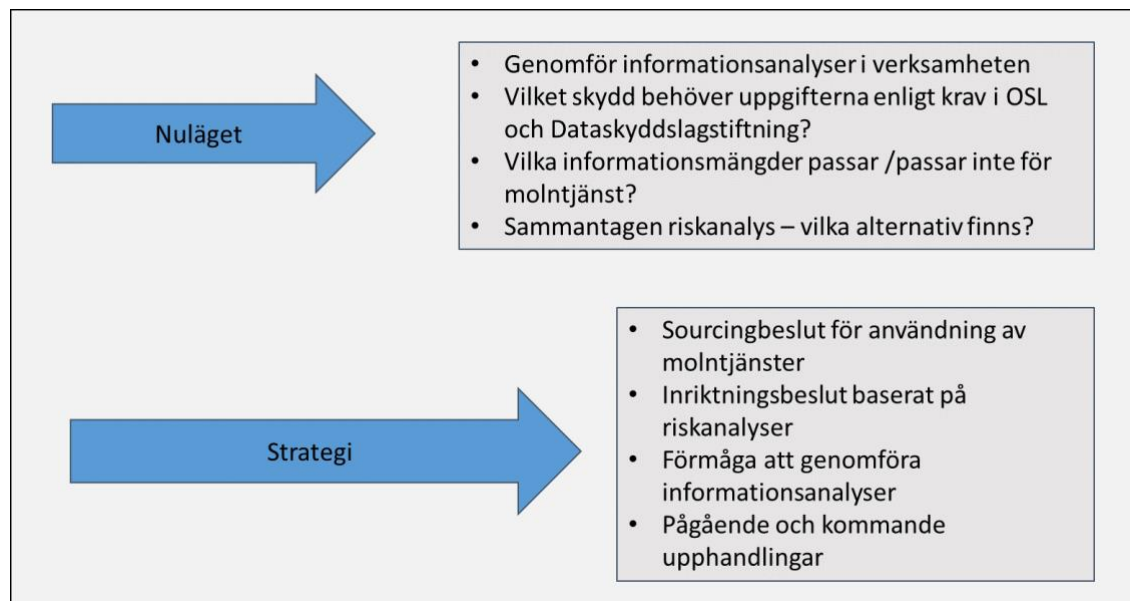 Nuläget
• Genomför informationsanalyser i verksamheten
• Vilket skydd behöver uppgifterna enligt krav i OSL
och Dataskyddslagstiftning?
• Vilka informationsmängder passar /passar inte för
molntjänst?
• Sammantagen riskanalys – vilka alternativ finns?
Strategi
• Sourcingbeslut för användning av
molntjänster
• Inriktningsbeslut baserat på
riskanalyser
• Förmåga att genomföra
informationsanalyser
• Pågående och kommande
upphandlingar